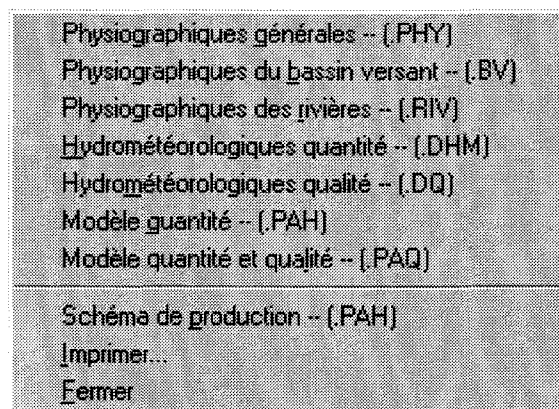 Physiographiques générales -- (.PHY)
Physiographiques du bassin versant -- (.BV)
Physiographiques des rivières -- (.RIV)
Hydrométéorologiques quantité -- (.DHM)
Hydrométéorologiques qualité -- (.DQ)
Modèle quantité -- (.PAH)
Modèle quantité et qualité -- (.PAQ)
Schéma de production -- (.PAH)
Imprimer...
Fermer